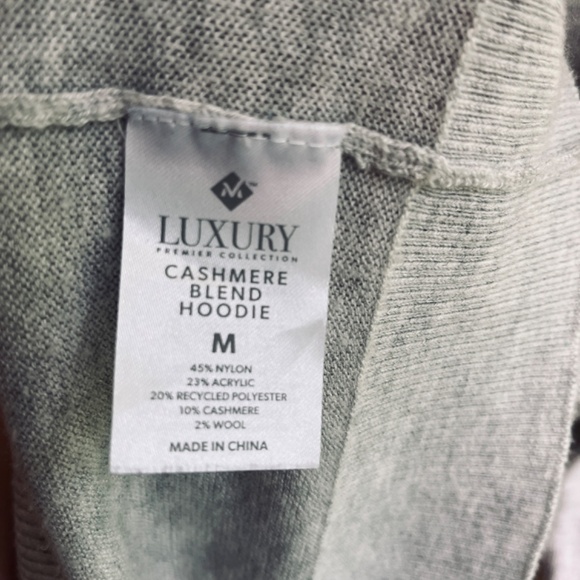 M™
LUXURY
PREMIER COLLECTION
CASHMERE
BLEND
HOODIE
M
45% NYLON
23% ACRYLIC
20% RECYCLED POLYESTER
10% CASHMERE
2% WOOL
MADE IN CHINA